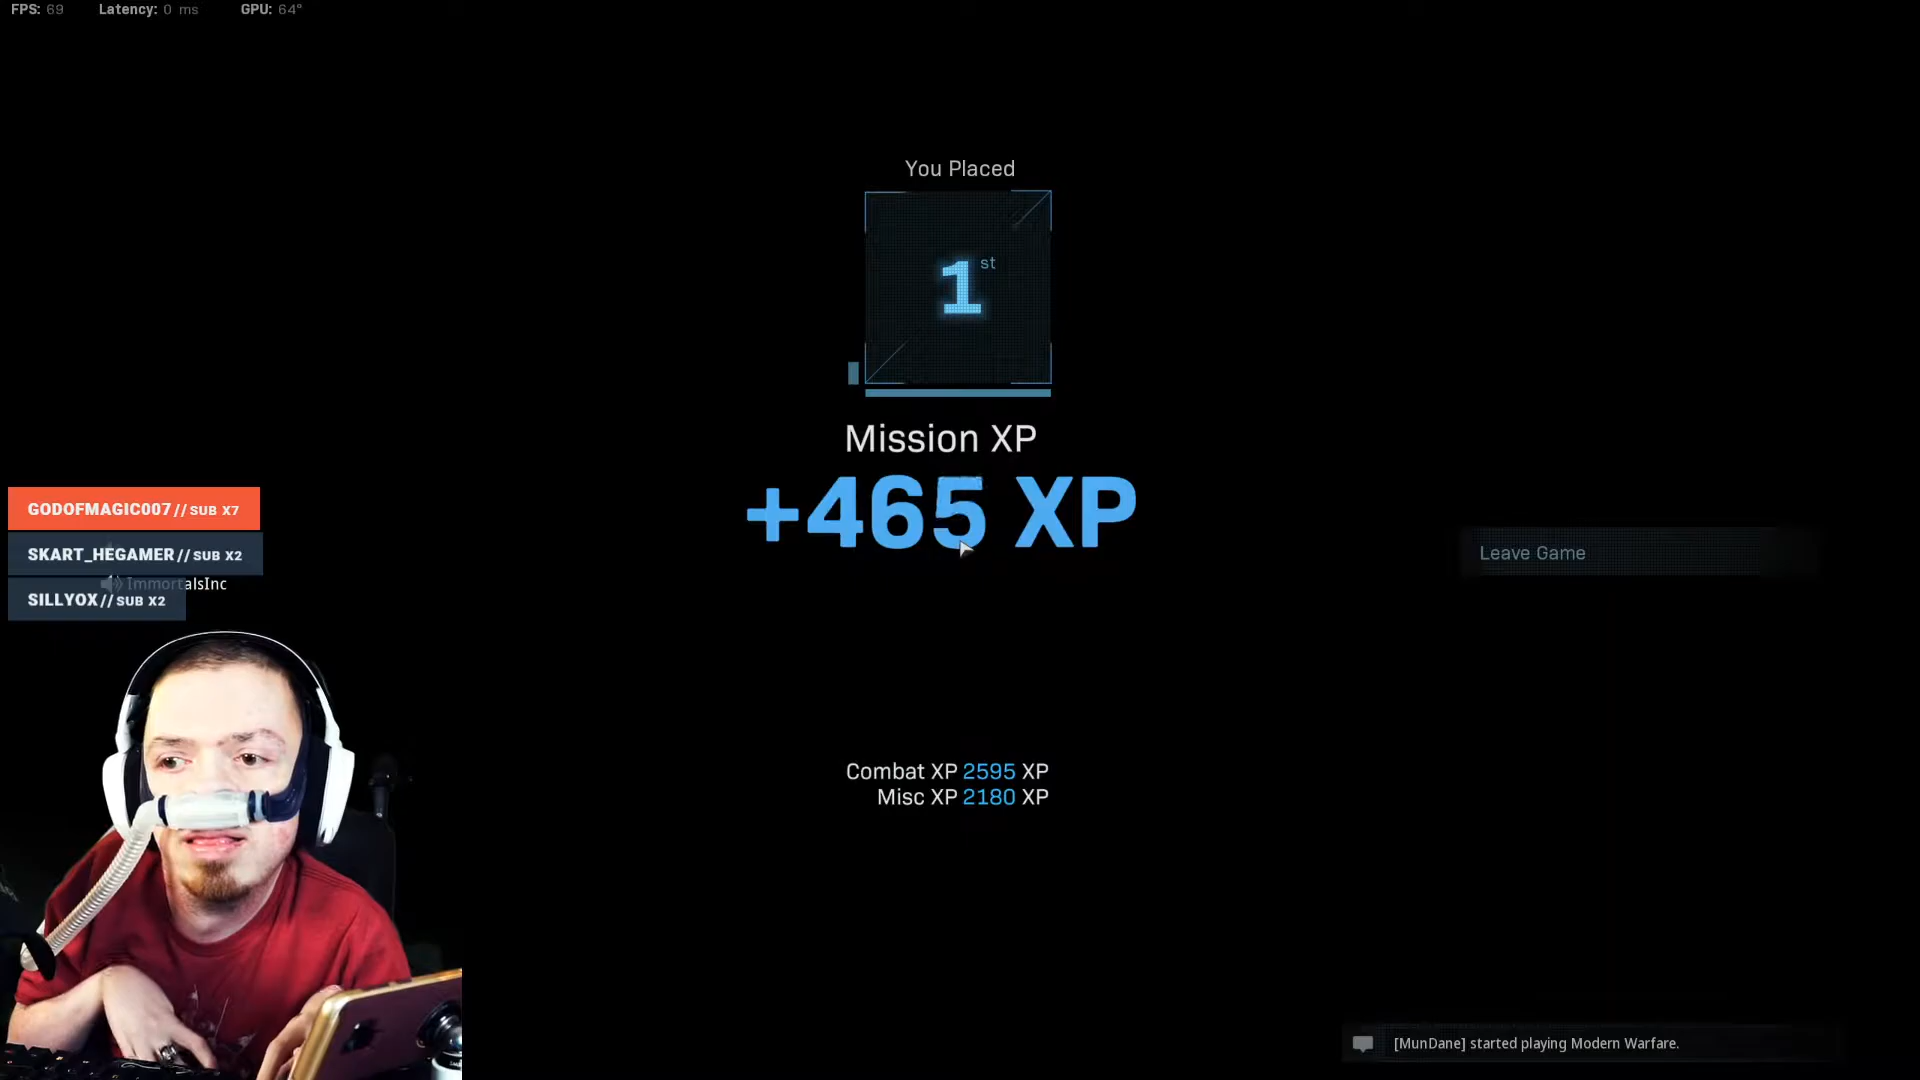 FPS: 69 Latency: 0 ms GPU: 64°
You Placed
1st
Mission XP
+465 XP
GODOFMAGIC007 // SUB X7
SKART_HEGAMER // SUB X2
ImmortalsInc
SILLYOX // SUB X2
Leave Game
Combat XP 2595 XP
Misc XP 2180 XP
[MunDane] started playing Modern Warfare.